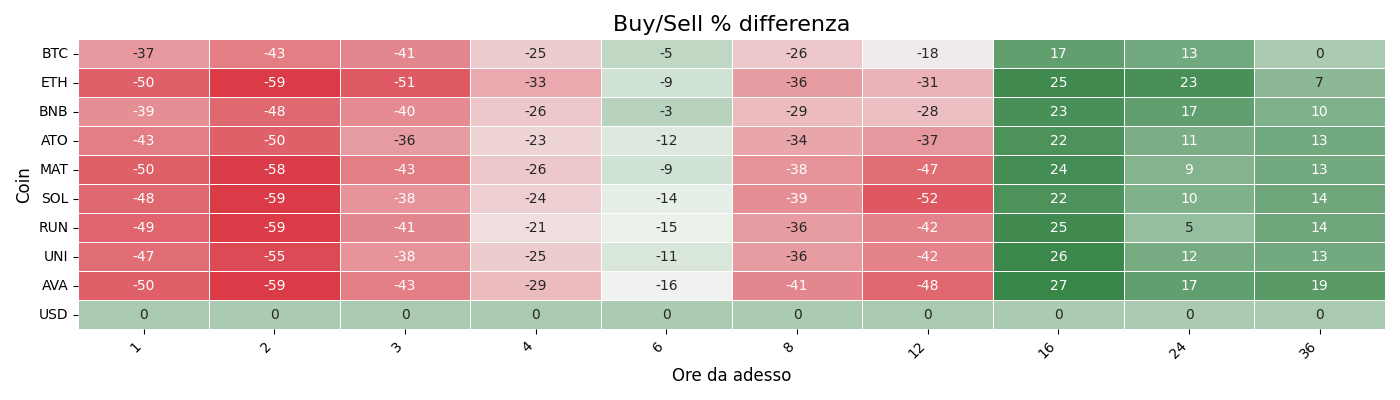 Buy/Sell % differenza
BTC -37 -43 -41 -25 -5 -26 -18 17 13 0
ETH -50 -59 -51 -33 -9 -36 -31 25 23 7
BNB -39 -48 -40 -26 -3 -29 -28 23 17 10
ATO -43 -50 -36 -23 -12 -34 -37 22 11 13
MAT -50 -58 -43 -26 -9 -38 -47 24 9 13
SOL -48 -59 -38 -24 -14 -39 -52 22 10 14
RUN -49 -59 -41 -21 -15 -36 -42 25 5 14
UNI -47 -55 -38 -25 -11 -36 -42 26 12 13
AVA -50 -59 -43 -29 -16 -41 -48 27 17 19
USD 0 0 0 0 0 0 0 0 0 0
Coin
1 2 3 4 6 8 12 16 24 36
Ore da adesso